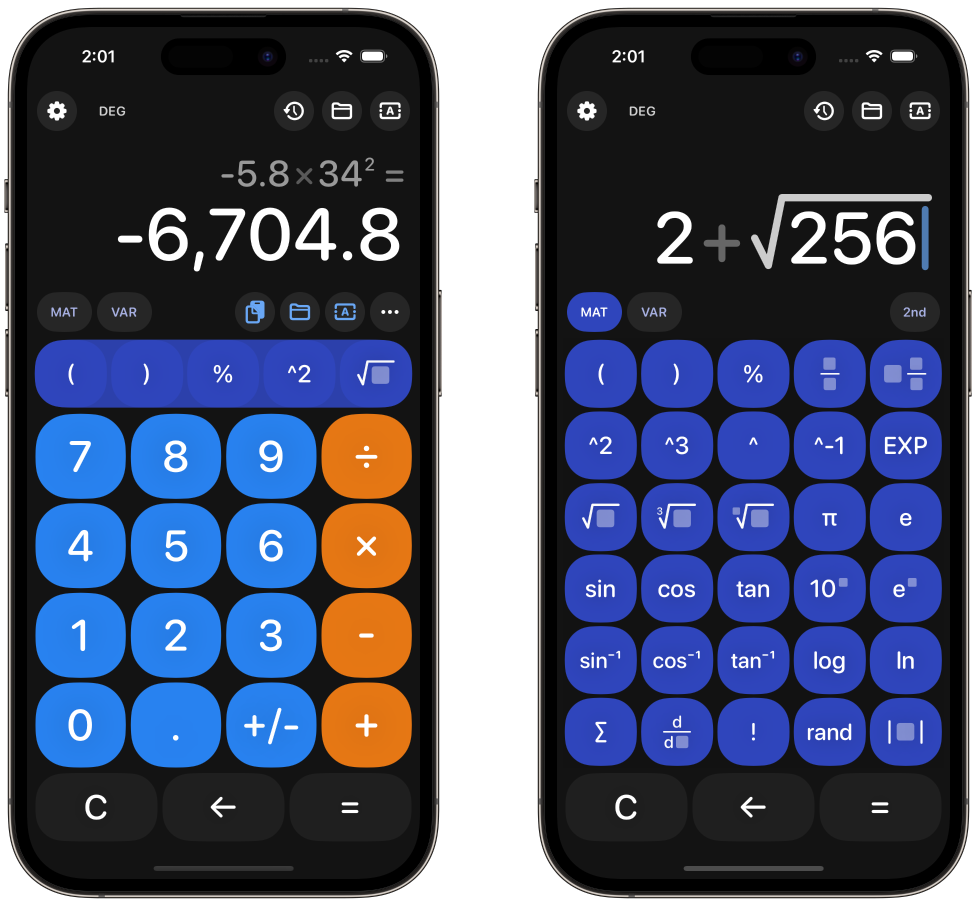 2:01
DEG
-5.8×34² =
-6,704.8
MAT VAR
( ) % ^2 √
7 8 9 ÷
4 5 6 ×
1 2 3 -
0 . +/- +
C ← =
2:01
DEG
2+√256
MAT VAR 2nd
( ) %
^2 ^3 ^ ^-1 EXP
√ ³√ √ π e
sin cos tan 10 e
sin⁻¹ cos⁻¹ tan⁻¹ log ln
Σ d/d ! rand | |
C ← =